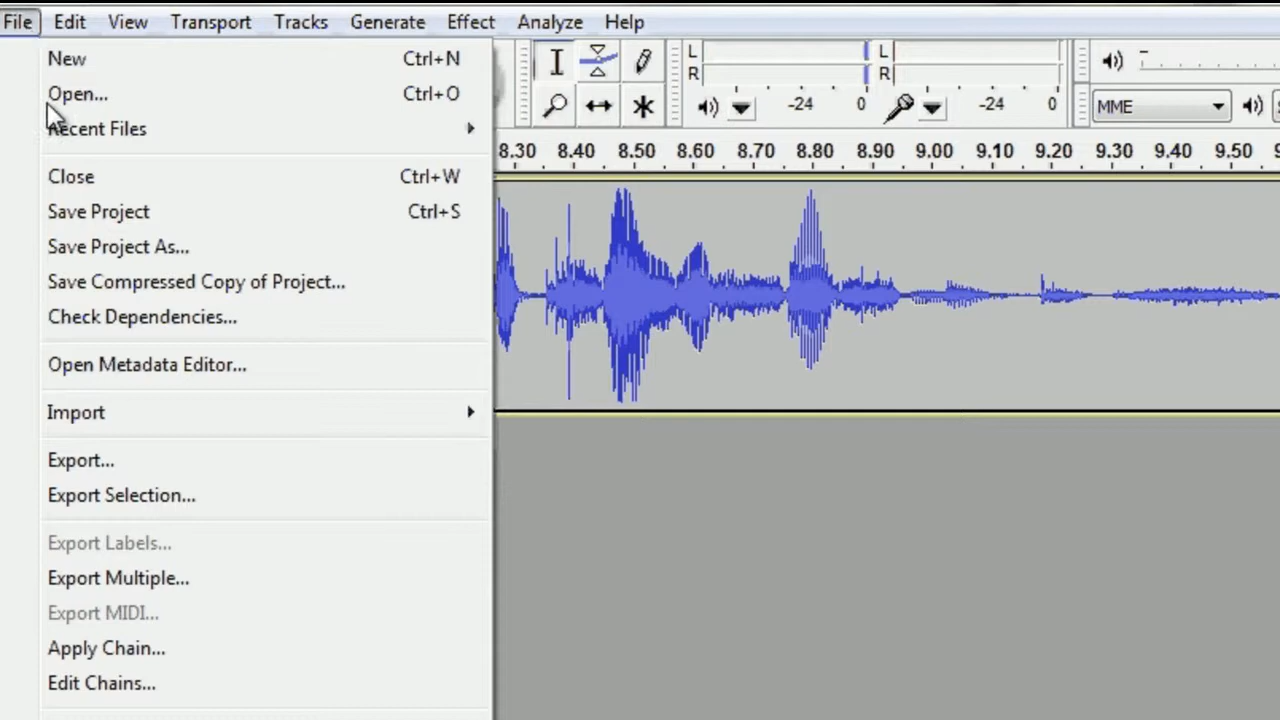 File Edit View Transport Tracks Generate Effect Analyze Help
New Ctrl+N
Open... Ctrl+O
Recent Files
Close Ctrl+W
Save Project Ctrl+S
Save Project As...
Save Compressed Copy of Project...
Check Dependencies...
Open Metadata Editor...
Import
Export...
Export Selection...
Export Labels...
Export Multiple...
Export MIDI...
Apply Chain...
Edit Chains...
L L
R R
-24 0 -24 0 MME
8.30 8.40 8.50 8.60 8.70 8.80 8.90 9.00 9.10 9.20 9.30 9.40 9.50